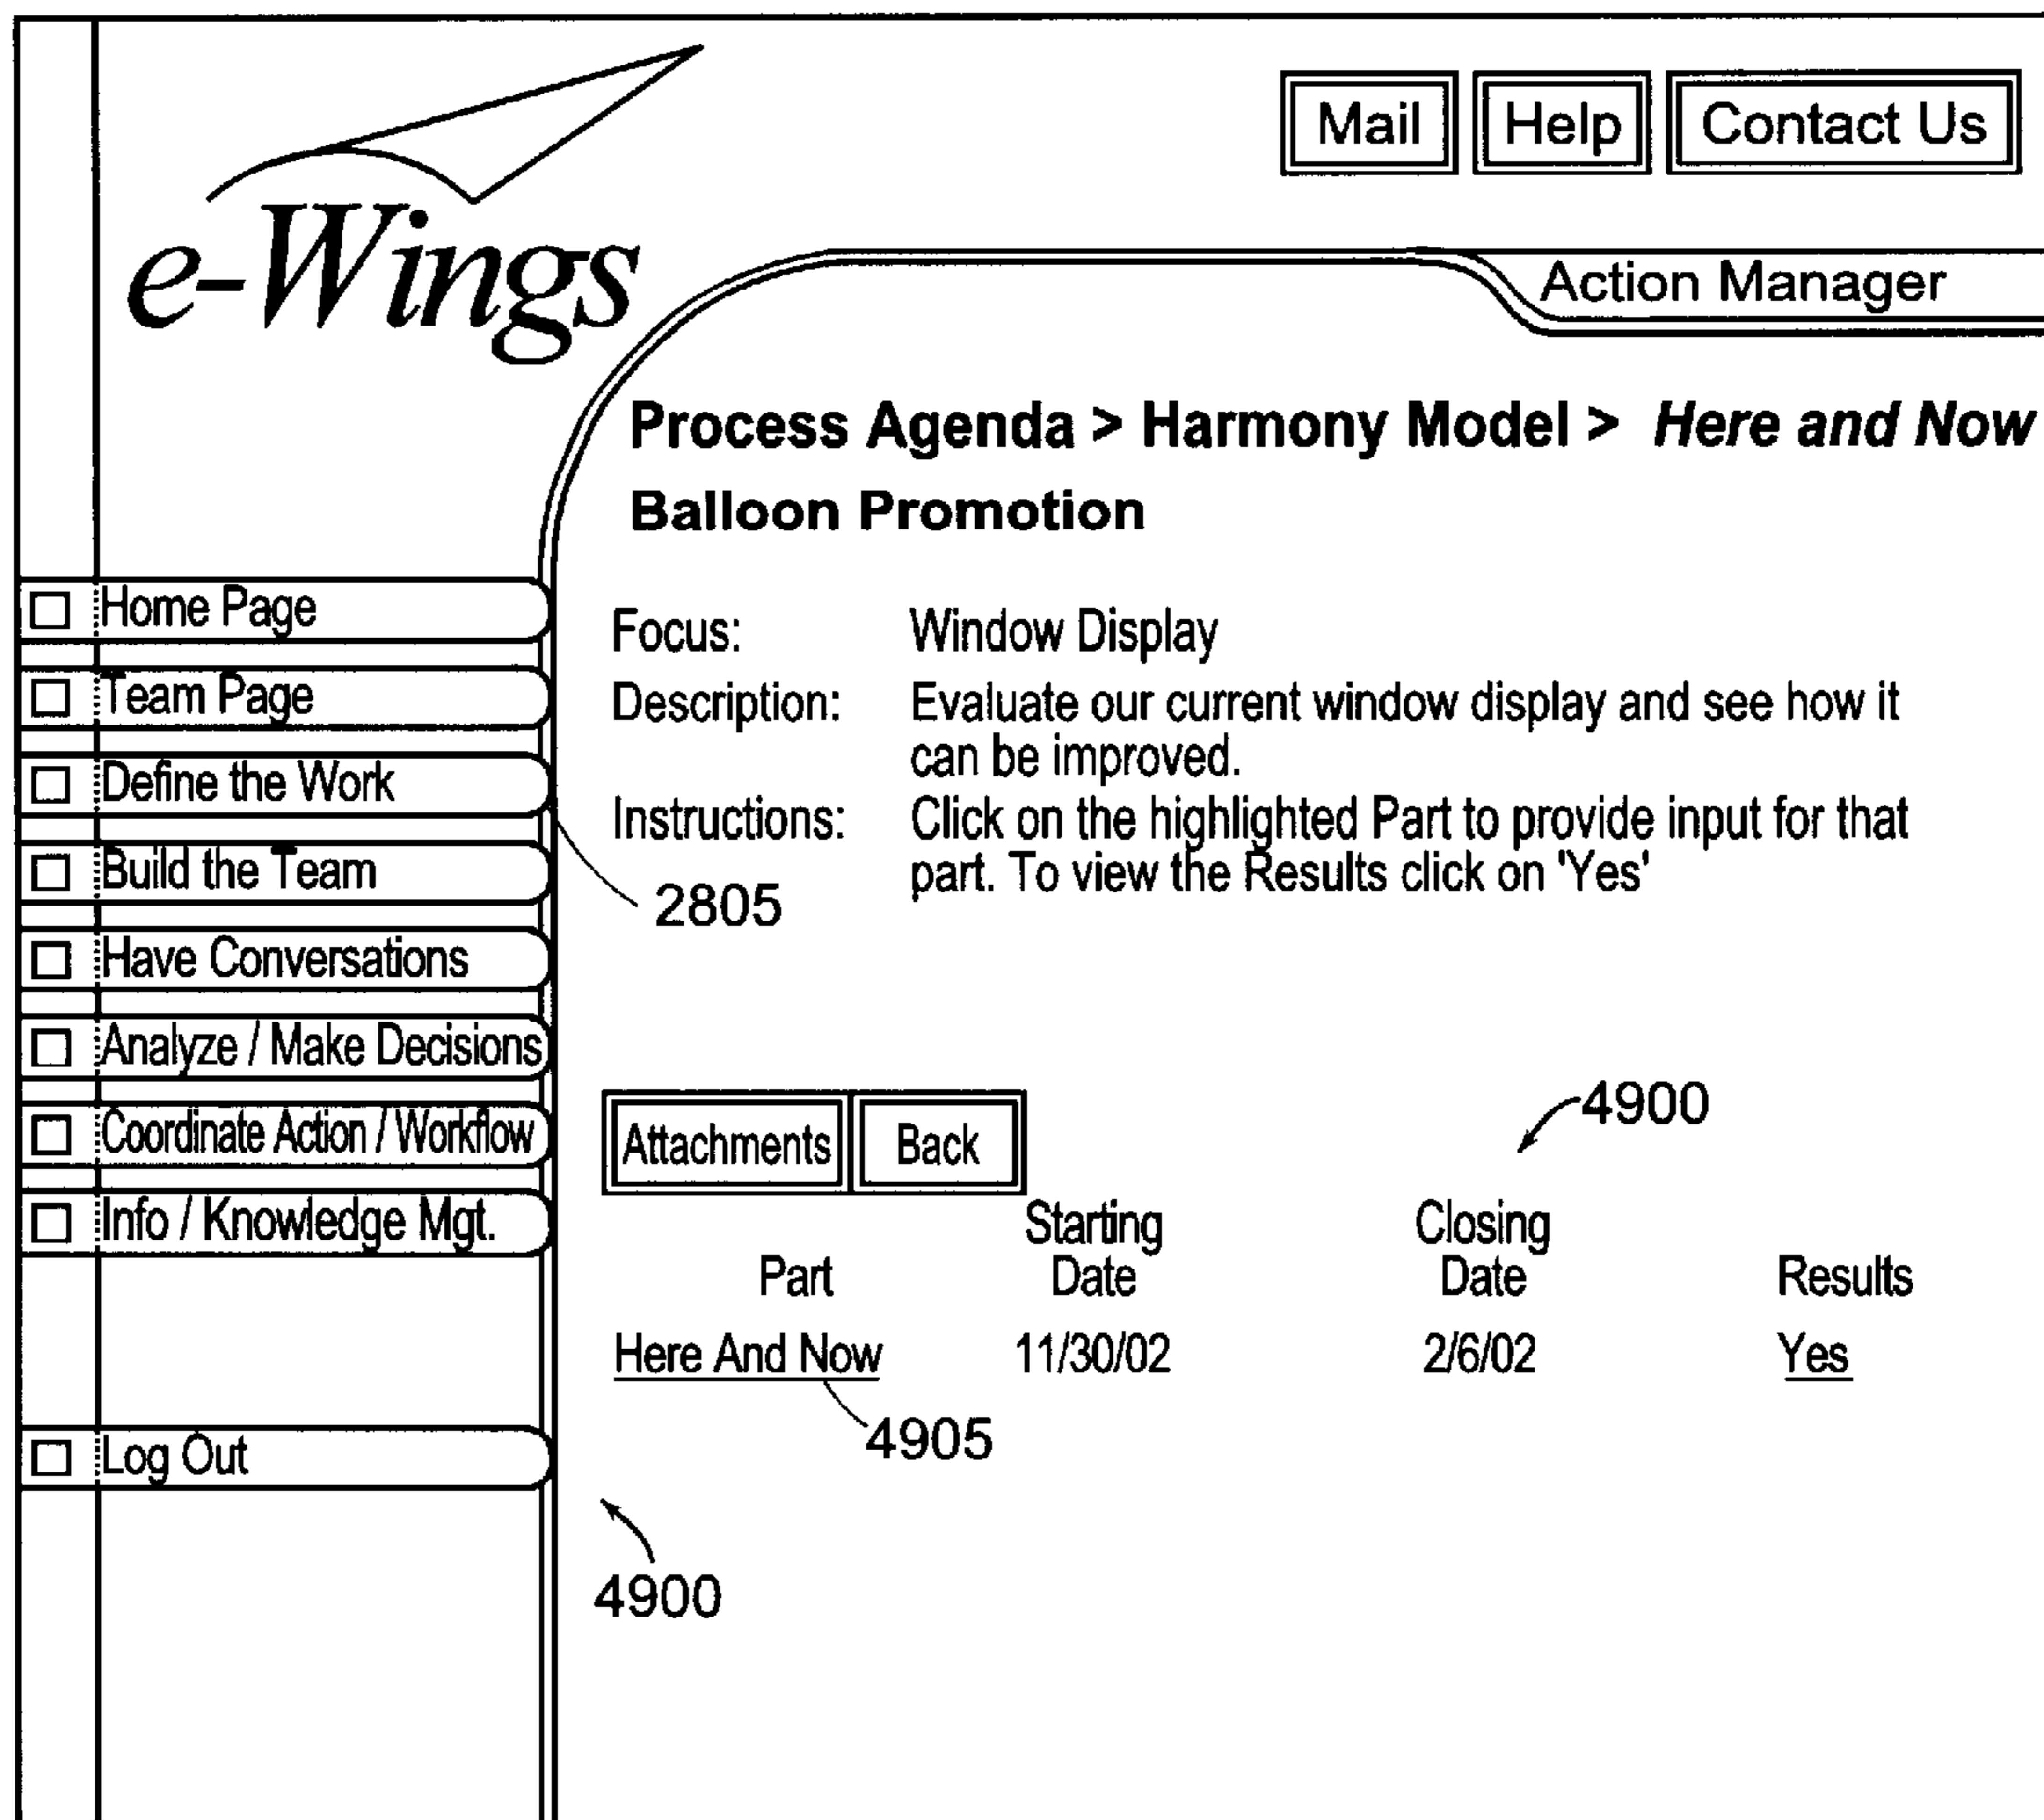 Mail Help Contact Us
e-Wings
Action Manager
Process Agenda > Harmony Model > Here and Now
Balloon Promotion
Home Page
Team Page
Define the Work
Build the Team
Have Conversations
Analyze / Make Decisions
Coordinate Action / Workflow
Info / Knowledge Mgt.
Log Out
Focus: Window Display
Description: Evaluate our current window display and see how it
can be improved.
Instructions: Click on the highlighted Part to provide input for that
part. To view the Results click on 'Yes'
2805
4900
Attachments Back
Starting Closing
Part Date Date Results
Here And Now 11/30/02 2/6/02 Yes
4905
4900